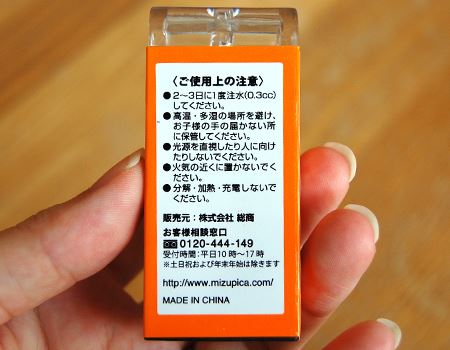 〈ご使用上の注意〉
●2〜3日に1度注水(0.3cc)
してください。
●高温・多湿の場所を避け、
お子様の手の届かない所
に保管してください。
●光源を直視したり人に向け
たりしないでください。
●火気の近くに置かないでく
ださい。
●分解・加熱・充電しないで
ください。
販売元：株式会社 総商
お客様相談窓口
0120-444-149
受付時間：平日10時〜17時
※土日祝および年末年始は除きます
http://www.mizupica.com/
MADE IN CHINA